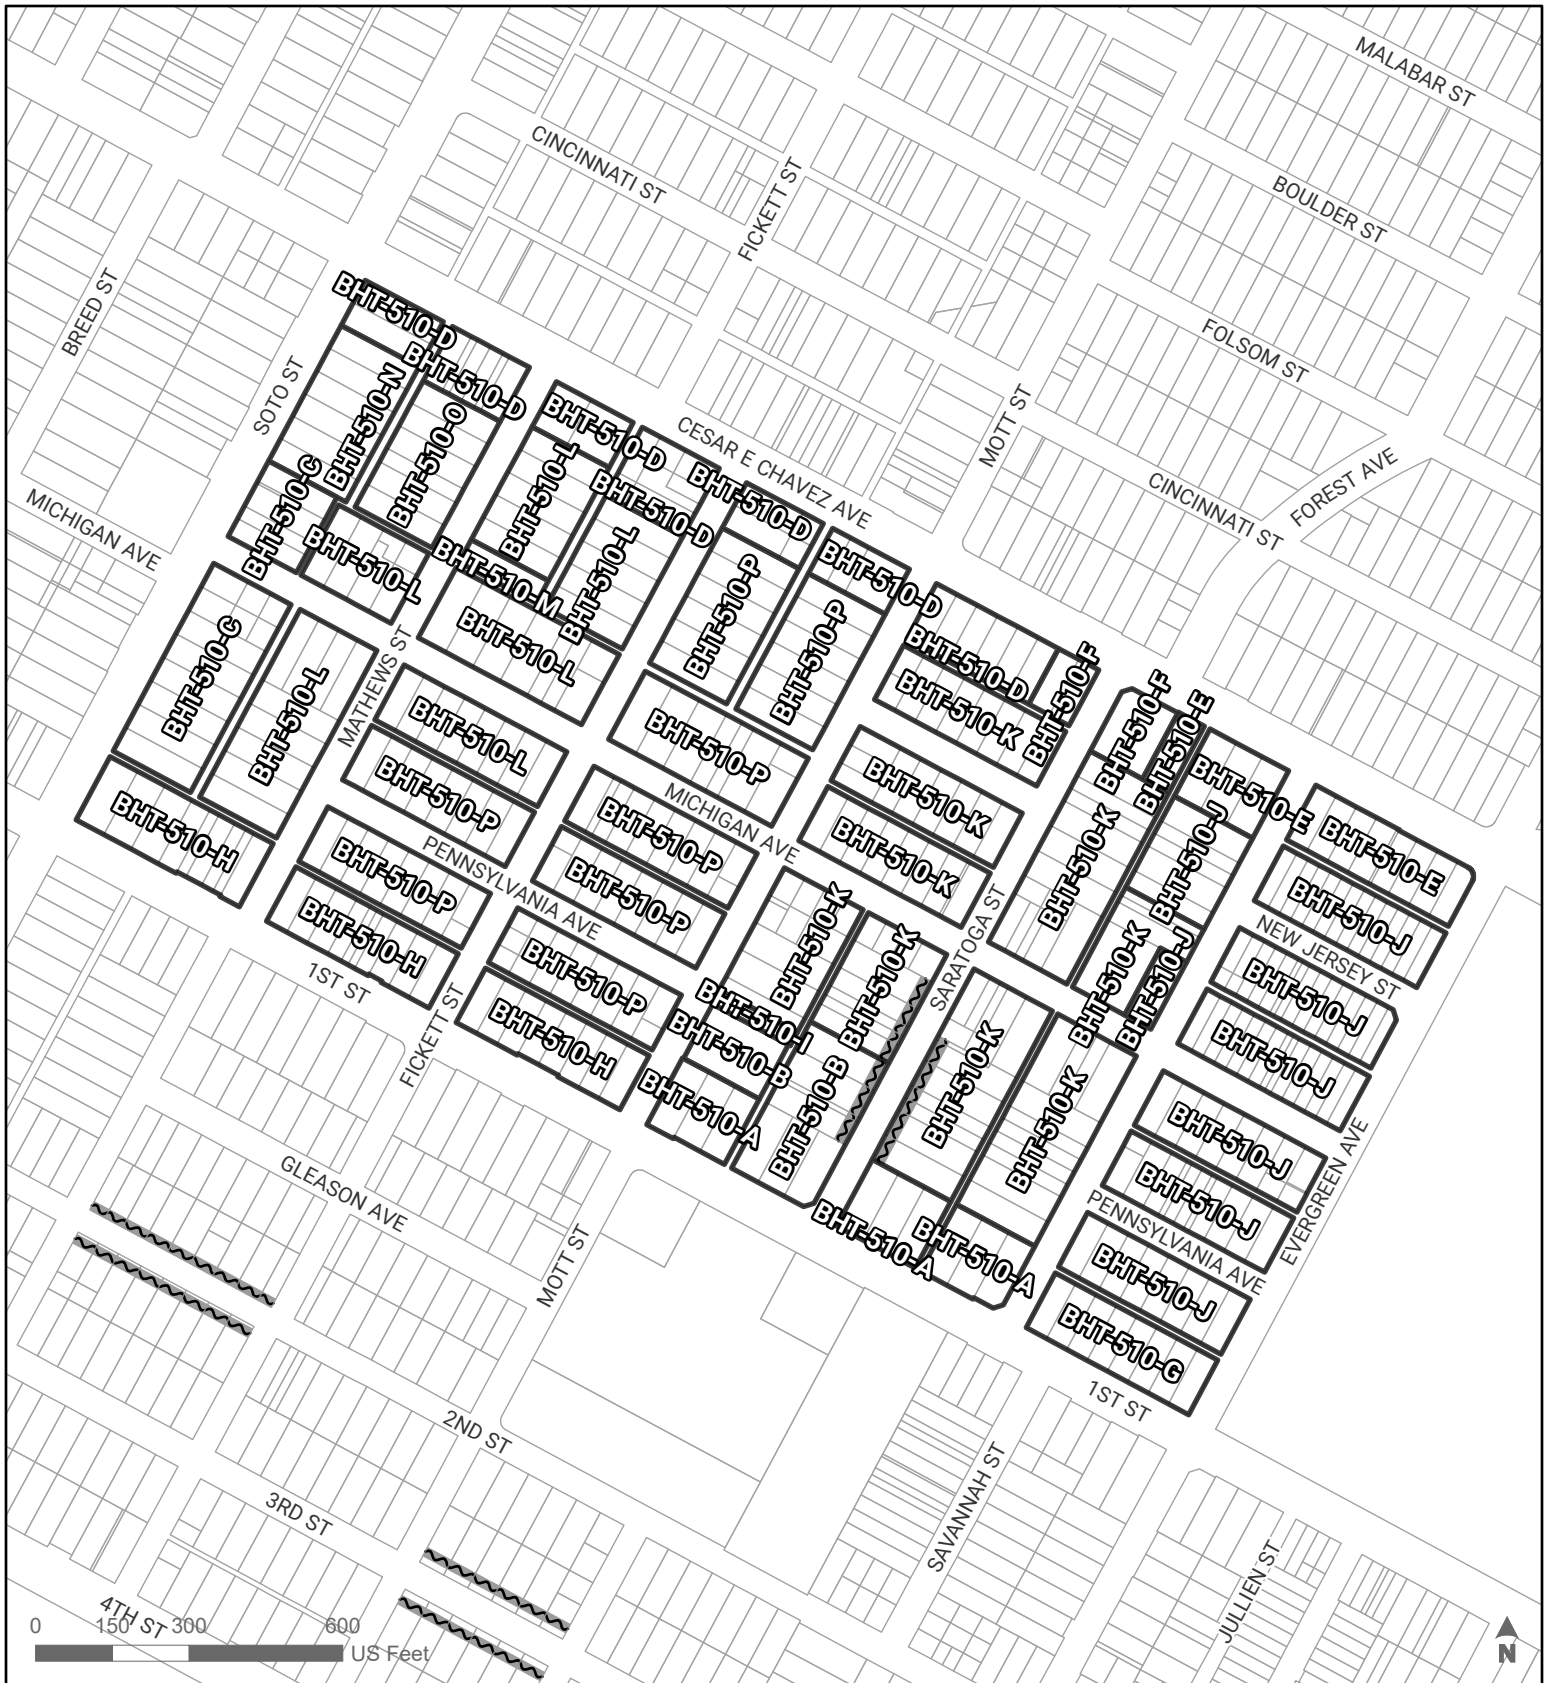 MALABAR ST
CINCINNATI ST
FICKETT ST
BOULDER ST
BREED ST
BHT-510-D
FOLSOM ST
BHT-510-D
SOTO ST
BHT-510-N
BHT-510-O
BHT-510-D
CESAR E CHAVEZ AVE
MOTT ST
BHT-510-L
BHT-510-D
BHT-510-D
FOREST AVE
CINCINNATI ST
MICHIGAN AVE
BHT-510-C
BHT-510-L
BHT-510-M
BHT-510-L
BHT-510-P
BHT-510-D
BHT-510-L
BHT-510-P
BHT-510-D
BHT-510-F
BHT-510-C
BHT-510-L
MATHEWS ST
BHT-510-L
BHT-510-P
BHT-510-K
BHT-510-F
BHT-510-E
BHT-510-P
BHT-510-K
BHT-510-E
BHT-510-H
MICHIGAN AVE
BHT-510-P
BHT-510-K
BHT-510-K
BHT-510-J
BHT-510-E
BHT-510-P
PENNSYLVANIA AVE
BHT-510-P
BHT-510-J
BHT-510-H
BHT-510-P
BHT-510-K
BHT-510-K
SARATOGA ST
BHT-510-K
BHT-510-J
NEW JERSEY ST
BHT-510-J
1ST ST
FICKETT ST
BHT-510-H
BHT-510-I
BHT-510-B
BHT-510-K
BHT-510-J
BHT-510-A
BHT-510-B
BHT-510-K
BHT-510-J
GLEASON AVE
BHT-510-J
EVERGREEN AVE
MOTT ST
BHT-510-A
BHT-510-A
PENNSYLVANIA AVE
BHT-510-J
BHT-510-G
1ST ST
2ND ST
SAVANNAH ST
3RD ST
JULLIEN ST
4TH ST
0 150 300 600
US Feet
N